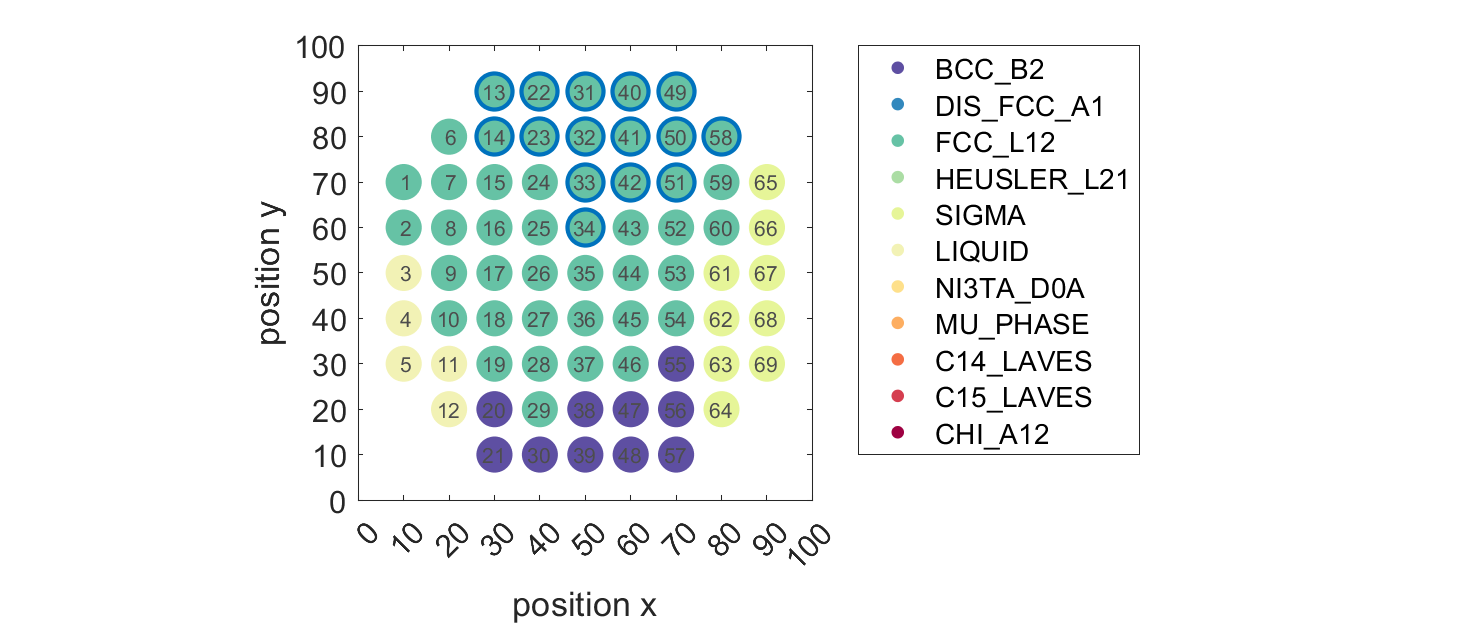 100
90
80
70
60
50
40
30
20
10
0
position y
13 22 31 40 49
6 14 23 32 41 50 58
1 7 15 24 33 42 51 59 65
2 8 16 25 34 43 52 60 66
3 9 17 26 35 44 53 61 67
4 10 18 27 36 45 54 62 68
5 11 19 28 37 46 55 63 69
12 20 29 38 47 56 64
21 30 39 48 57
0 10 20 30 40 50 60 70 80 90 100
position x
BCC_B2
DIS_FCC_A1
FCC_L12
HEUSLER_L21
SIGMA
LIQUID
NI3TA_D0A
MU_PHASE
C14_LAVES
C15_LAVES
CHI_A12